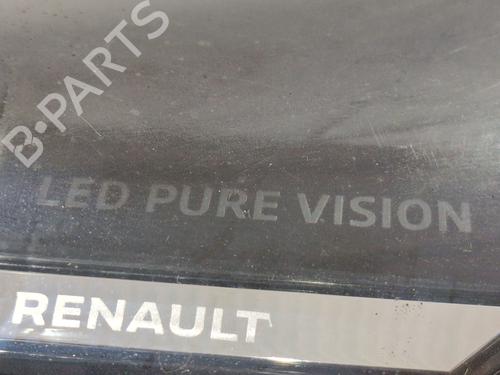 B-PARTS
LED PURE VISION
RENAULT